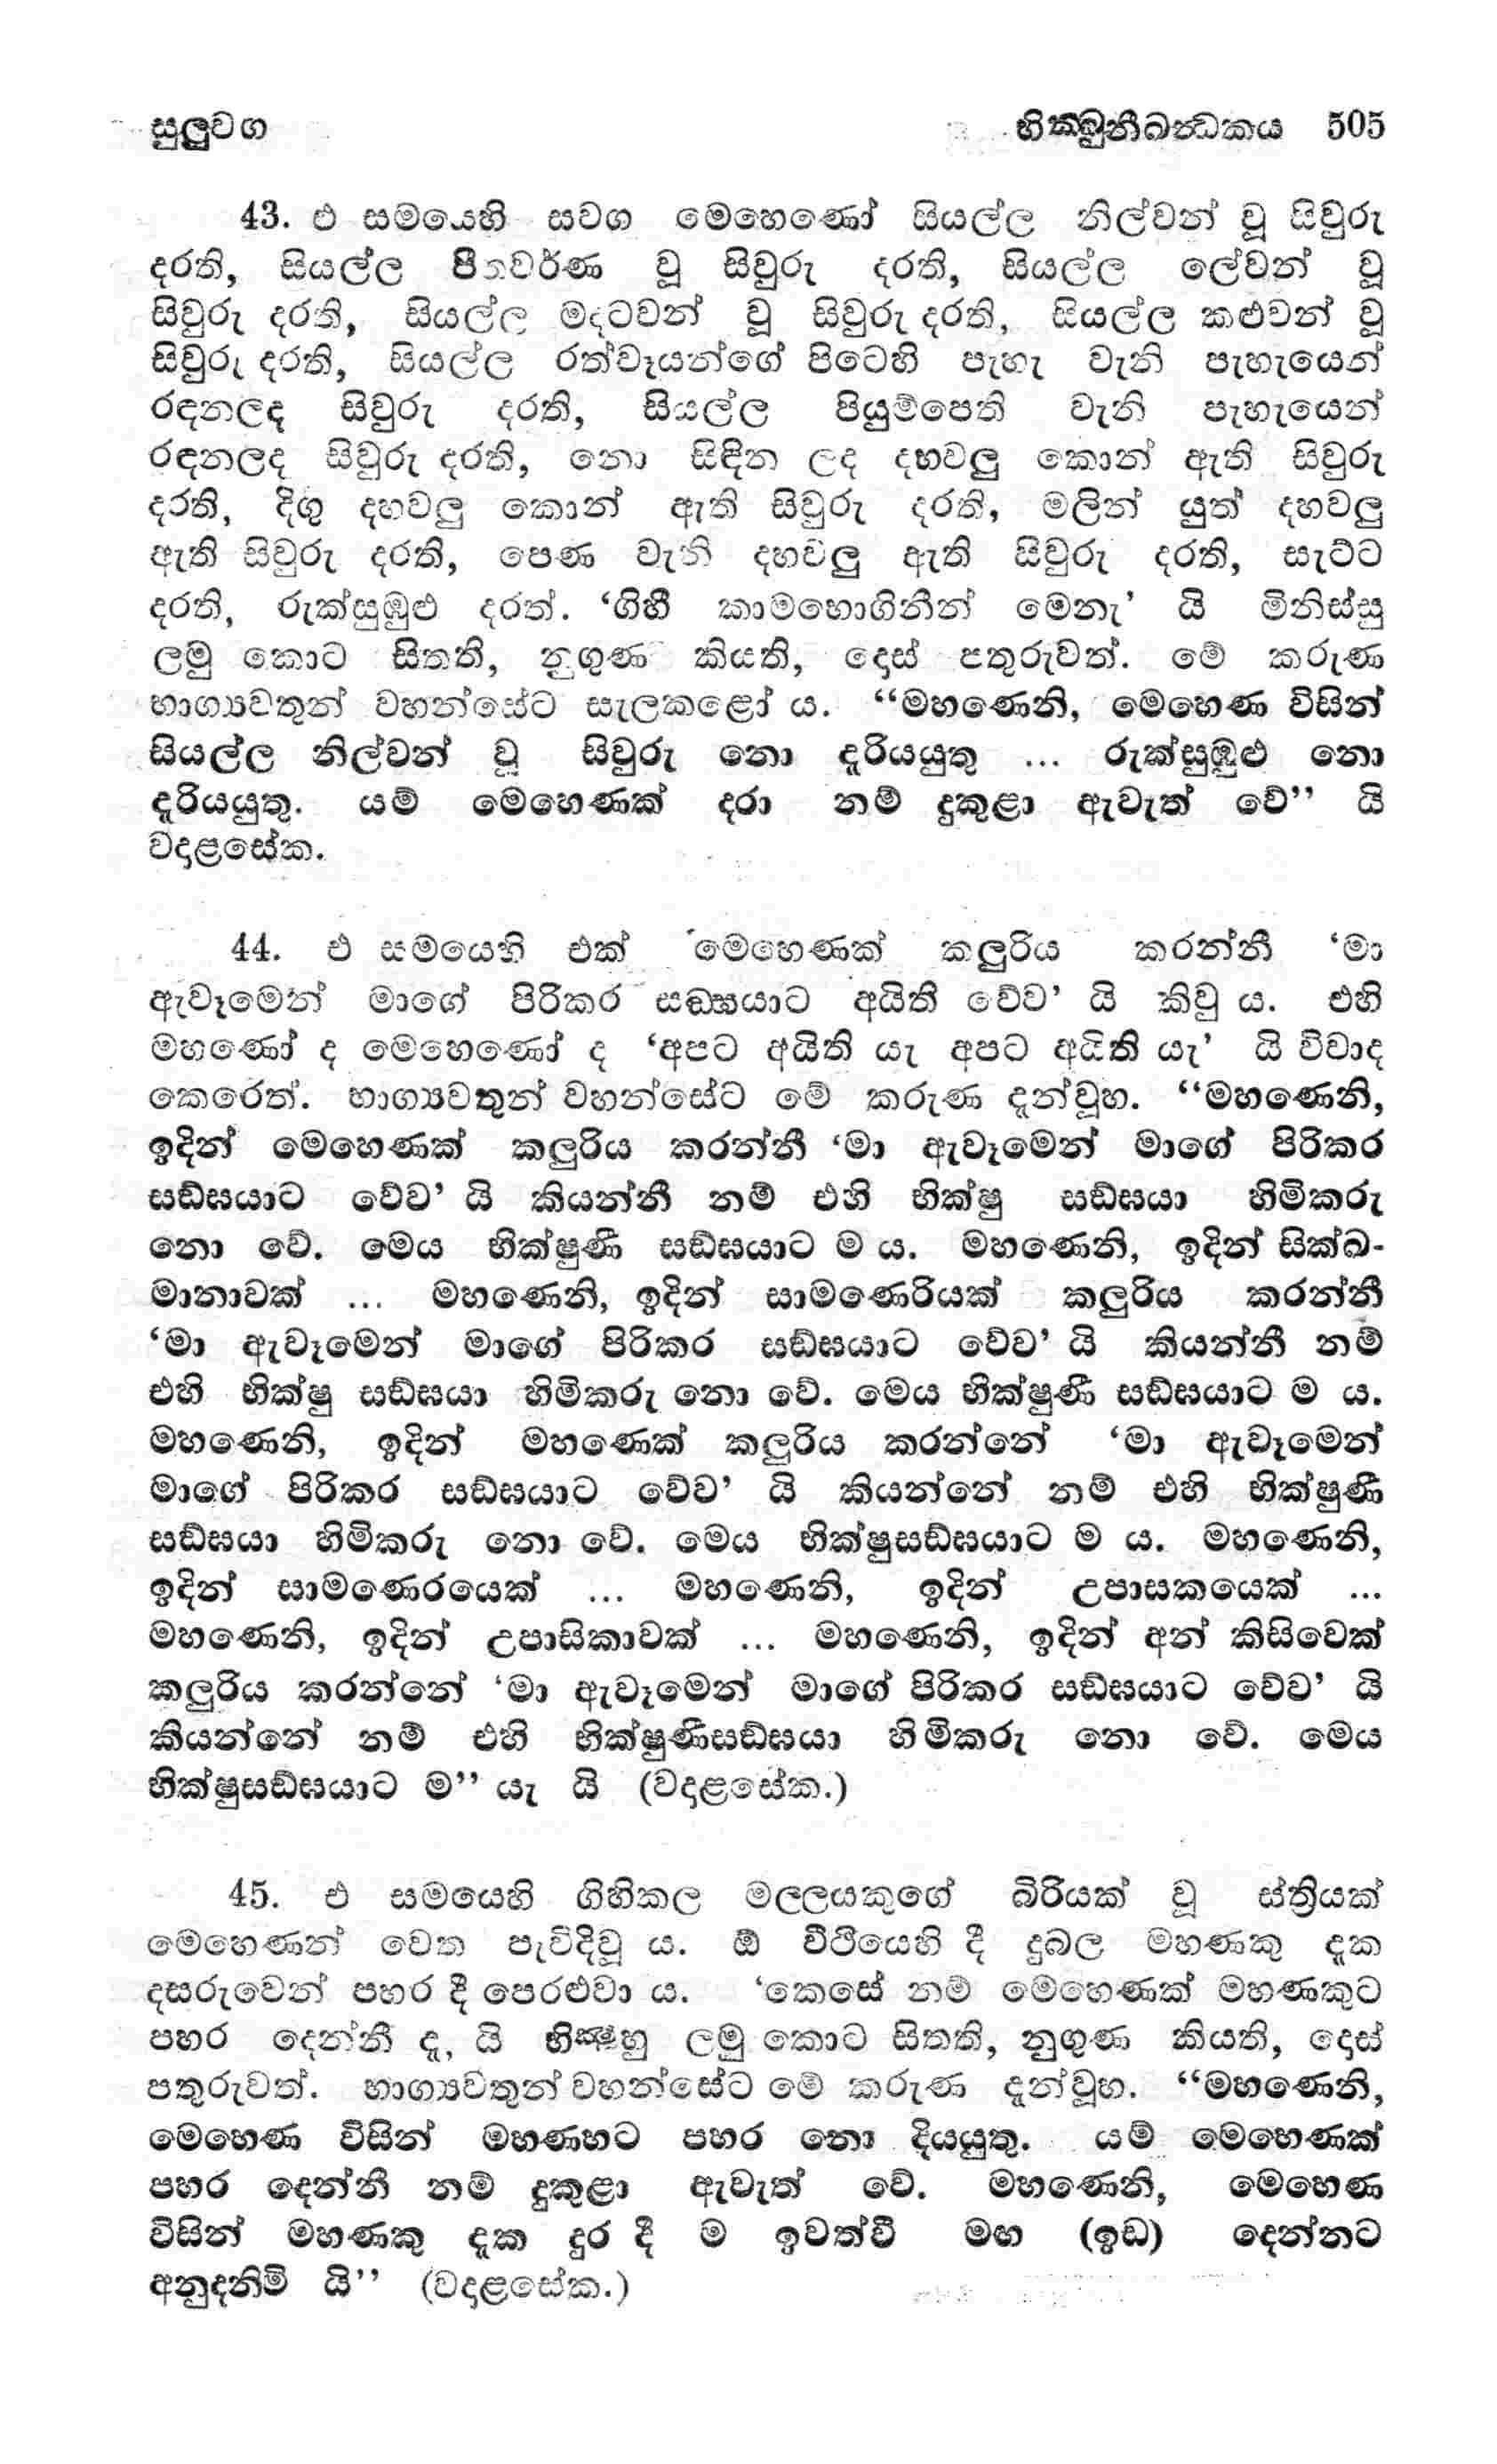 සුලුවග භික්ඛුනීඛන්ධකය 505
43. එ සමයෙහි සවග මෙහෙණෝ සියල්ල නිල්වන් වූ සිවුරු
දරති, සියල්ල පීතවර්ණ වූ සිවුරු දරති, සියල්ල ලේවන් වූ
සිවුරු දරති, සියල්ල මදටවන් වූ සිවුරු දරති, සියල්ල කළුවන් වූ
සිවුරු දරති, සියල්ල රත්වෑයන්ගේ පිටෙහි පැහැ වැනි පැහැයෙන්
රඳනලද සිවුරු දරති, සියල්ල පියුම්පෙති වැනි පැහැයෙන්
රඳනලද සිවුරු දරති, නො සිඳින ලද දහවලු කොන් ඇති සිවුරු
දරති, දිගු දහවලු කොන් ඇති සිවුරු දරති, මලින් යුත් දහවලු
ඇති සිවුරු දරති, පෙණ වැනි දහවලු ඇති සිවුරු දරති, සැට්ට
දරති, රුක්සුඹුළු දරත්. ‘ගිහී කාමභොගිනීන් මෙනැ’ යි මිනිස්සු
ලමු කොට සිතති, නුගුණ කියති, දොස් පතුරුවත්. මේ කරුණ
භාග්‍යවතුන් වහන්සේට සැලකළෝ ය. “මහණෙනි, මෙහෙණ විසින්
සියල්ල නිල්වන් වූ සිවුරු නො දැරියයුතු ... රුක්සුඹුළු නො
දැරියයුතු. යම් මෙහෙණක් දරා නම් දුකුළා ඇවැත් වේ” යි
වදාළසේක.
44. එ සමයෙහි එක් මෙහෙණක් කලුරිය කරන්නී ‘මා
ඇවෑමෙන් මාගේ පිරිකර සඞ්ඝයාට අයිති වේව’ යි කිවු ය. එහි
මහණෝ ද මෙහෙණෝ ද ‘අපට අයිති යැ අපට අයිති යැ’ යි විවාද
කෙරෙත්. භාග්‍යවතුන් වහන්සේට මේ කරුණ දැන්වූහ. “මහණෙනි,
ඉදින් මෙහෙණක් කලුරිය කරන්නී ‘මා ඇවෑමෙන් මාගේ පිරිකර
සඞ්ඝයාට වේව’ යි කියන්නී නම් එහි භික්ෂු සඞ්ඝයා හිමිකරු
නො වේ. මෙය භික්ෂුණී සඞ්ඝයාට ම ය. මහණෙනි, ඉදින් සික්ඛ-
මානාවක් ... මහණෙනි, ඉදින් සාමණෙරියක් කලුරිය කරන්නී
‘මා ඇවෑමෙන් මාගේ පිරිකර සඞ්ඝයාට වේව’ යි කියන්නී නම්
එහි භික්ෂු සඞ්ඝයා හිමිකරු නො වේ. මෙය භික්ෂුණී සඞ්ඝයාට ම ය.
මහණෙනි, ඉදින් මහණෙක් කලුරිය කරන්නේ ‘මා ඇවෑමෙන්
මාගේ පිරිකර සඞ්ඝයාට වේව’ යි කියන්නේ නම් එහි භික්ෂුණී
සඞ්ඝයා හිමිකරු නො වේ. මෙය භික්ෂුසඞ්ඝයාට ම ය. මහණෙනි,
ඉදින් සාමණෙරයෙක් ... මහණෙනි, ඉදින් උපාසකයෙක් ...
මහණෙනි, ඉදින් උපාසිකාවක් ... මහණෙනි, ඉදින් අන් කිසිවෙක්
කලුරිය කරන්නේ ‘මා ඇවෑමෙන් මාගේ පිරිකර සඞ්ඝයාට වේව’ යි
කියන්නේ නම් එහි භික්ෂුණීසඞ්ඝයා හිමිකරු නො වේ. මෙය
භික්ෂුසඞ්ඝයාට ම” යැ යි (වදාළසේක.)
45. එ සමයෙහි ගිහිකල මල්ලයකුගේ බිරියක් වූ ස්ත්‍රියක්
මෙහෙණන් වෙත පැවිදිවූ ය. ඕ වීථියෙහි දී දුබල මහණකු දැක
දසරුවෙන් පහර දී පෙරළුවා ය. ‘කෙසේ නම් මෙහෙණක් මහණකුට
පහර දෙන්නී ද, යි භික්ෂූහු ලමු කොට සිතති, නුගුණ කියති, දොස්
පතුරුවත්. භාග්‍යවතුන් වහන්සේට මේ කරුණ දැන්වූහ. “මහණෙනි,
මෙහෙණ විසින් මහණහට පහර නො දියයුතු. යම් මෙහෙණක්
පහර දෙන්නී නම් දුකුළා ඇවැත් වේ. මහණෙනි, මෙහෙණ
විසින් මහණකු දැක දුර දී ම ඉවත්වී මඟ (ඉඩ) දෙන්නට
අනුදනිමි යි” (වදාළසේක.)